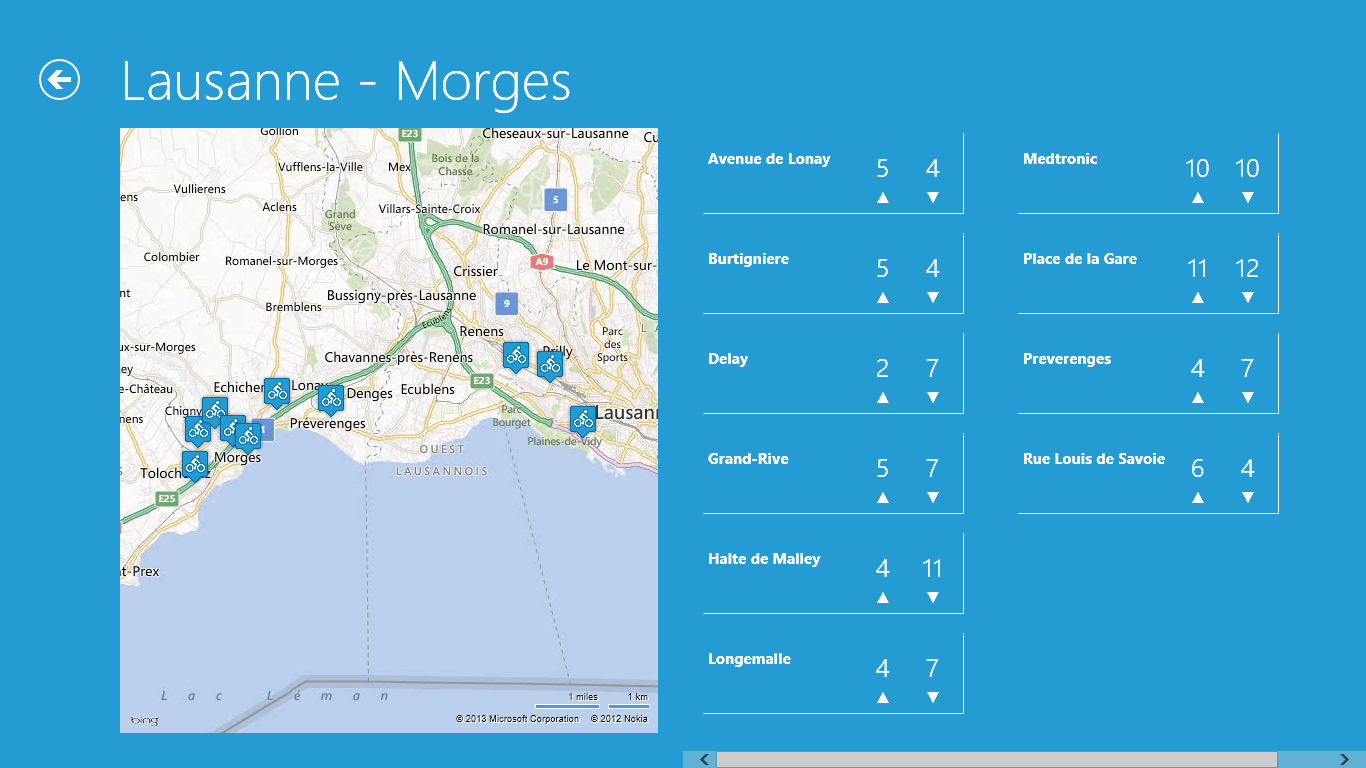 Lausanne - Morges
Gollion
E23
Cheseaux-sur-Lausanne
Vufflens-la-Ville
Mex
Bois de la
Chasse
Vullierens
Aclens
5
Grand
Sève
Villars-Sainte-Croix
Romanel-sur-Lausanne
Colombier
Romanel-sur-Morges
A9
Le Mont-sur-
Crissier
Bussigny-près-Lausanne
9
Bremblens
Ecublens
Renens
Parc
des
Sports
ux-sur-Morges
Chavannes-près-Renens
Prilly
E23
-Château
Echichen
Lonay
Denges
Ecublens
Chigny
Parc
Bourget
Lausann
Préverenges
Plaines-de-Vidy
OUEST
LAUSANNOIS
Morges
Tolochenaz
E25
t-Prex
Lac Léman
1 miles
1 km
bing
© 2013 Microsoft Corporation
© 2012 Nokia
Avenue de Lonay
5 4
▲ ▼
Burtigniere
5 4
▲ ▼
Delay
2 7
▲ ▼
Grand-Rive
5 7
▲ ▼
Halte de Malley
4 11
▲ ▼
Longemalle
4 7
▲ ▼
Medtronic
10 10
▲ ▼
Place de la Gare
11 12
▲ ▼
Preverenges
4 7
▲ ▼
Rue Louis de Savoie
6 4
▲ ▼